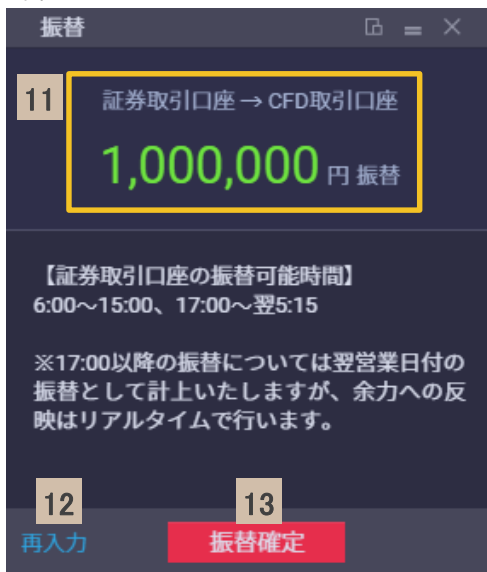 振替
11
証券取引口座→CFD取引口座
1,000,000 円 振替
【証券取引口座の振替可能時間】
6:00～15:00、17:00～翌5:15
※17:00以降の振替については翌営業日付の
振替として計上いたしますが、余力への反
映はリアルタイムで行います。
12
13
再入力
振替確定